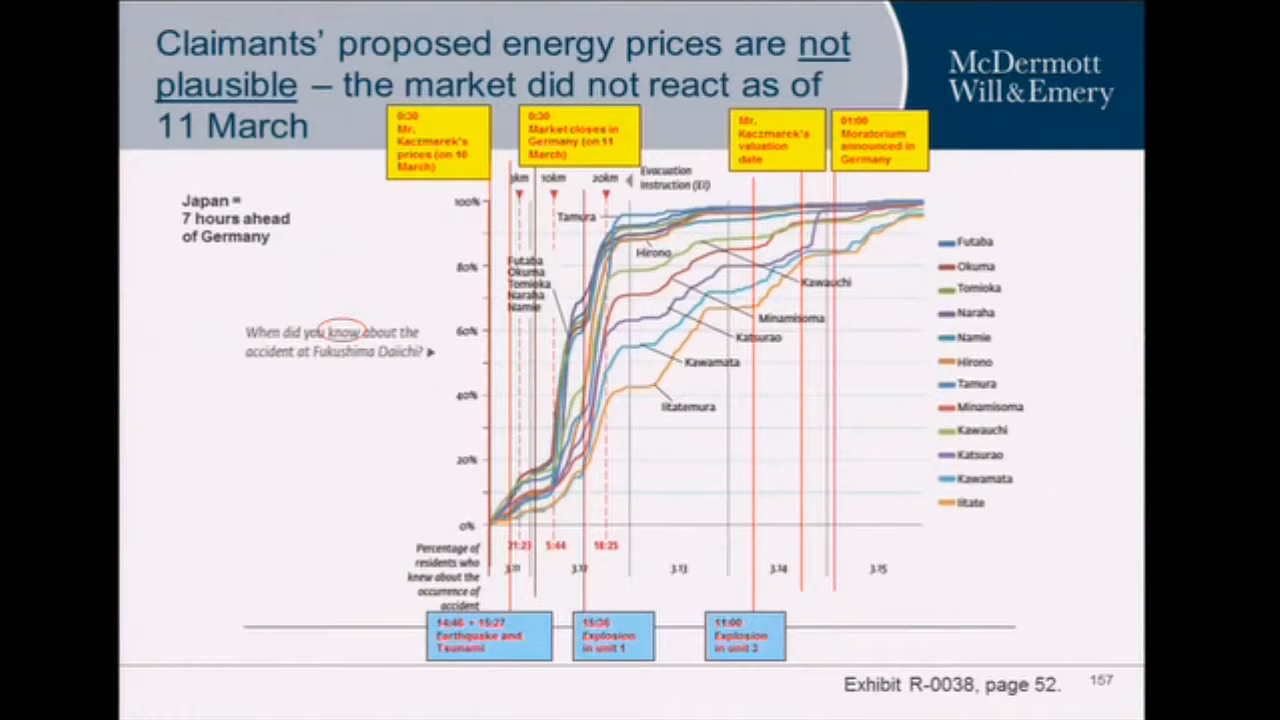 Claimants' proposed energy prices are not
plausible – the market did not react as of
11 March
McDermott
Will & Emery
0:30
Mr.
Kaczmarek's
prices (on 10
March)
0:30
Market closes in
Germany (on 11
March)
Mr.
Kaczmarek's
valuation
date
01:00
Moratorium
announced in
Germany
Japan =
7 hours ahead
of Germany
3km
10km
20km
Evacuation
Instruction (EI)
100%
80%
60%
40%
20%
0%
Tamura
Hirono
Futaba
Okuma
Tomioka
Naraha
Namie
Kawauchi
Minamisoma
Katsurao
Kawamata
Iitatemura
When did you know about the
accident at Fukushima Daiichi?
Futaba
Okuma
Tomioka
Naraha
Namie
Hirono
Tamura
Minamisoma
Kawauchi
Katsurao
Kawamata
Iitate
Percentage of
residents who
knew about the
occurrence of
accident
21:23
5:44
18:25
3.11
3.12
3.13
3.14
3.15
14:46 + 15:27
Earthquake and
Tsunami
15:36
Explosion
in unit 1
11:00
Explosion
in unit 3
Exhibit R-0038, page 52.
157